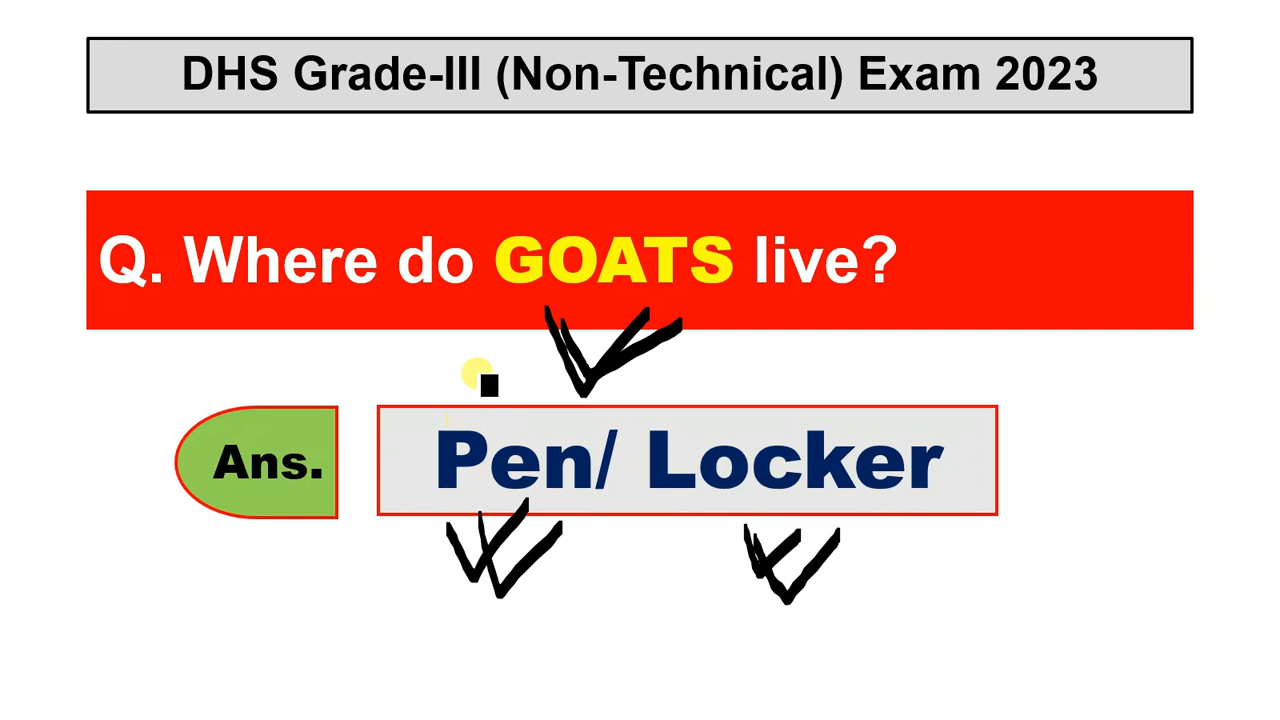 DHS Grade-III (Non-Technical) Exam 2023
Q. Where do GOATS live?
Ans.
Pen/ Locker